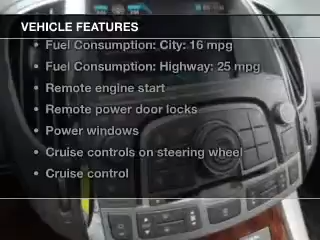 VEHICLE FEATURES
• Fuel Consumption: City: 16 mpg
• Fuel Consumption: Highway: 25 mpg
• Remote engine start
• Remote power door locks
• Power windows
• Cruise controls on steering wheel
• Cruise control